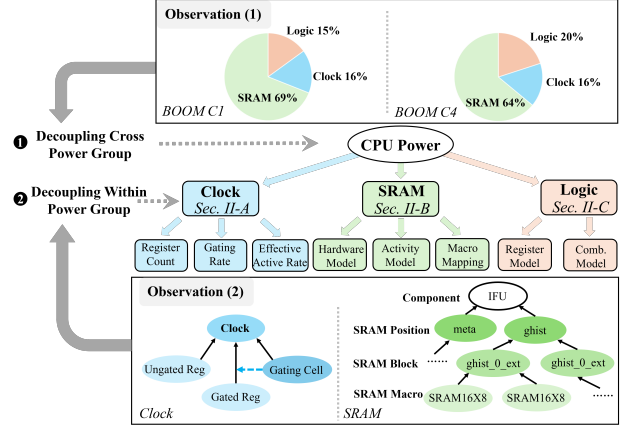 Observation (1)
Logic 15%
Clock 16%
SRAM 69%
BOOM C1
Logic 20%
Clock 16%
SRAM 64%
BOOM C4
❶ Decoupling Cross
Power Group
CPU Power
❷ Decoupling Within
Power Group
Clock
Sec. II-A
SRAM
Sec. II-B
Logic
Sec. II-C
Register
Count
Gating
Rate
Effective
Active Rate
Hardware
Model
Activity
Model
Macro
Mapping
Register
Model
Comb.
Model
Observation (2)
Clock
Ungated Reg
Gating Cell
Gated Reg
Clock
Component
IFU
SRAM Position
meta
ghist
SRAM Block
......
ghist_0_ext
ghist_0_ext
SRAM Macro
SRAM16X8
SRAM16X8
......
SRAM